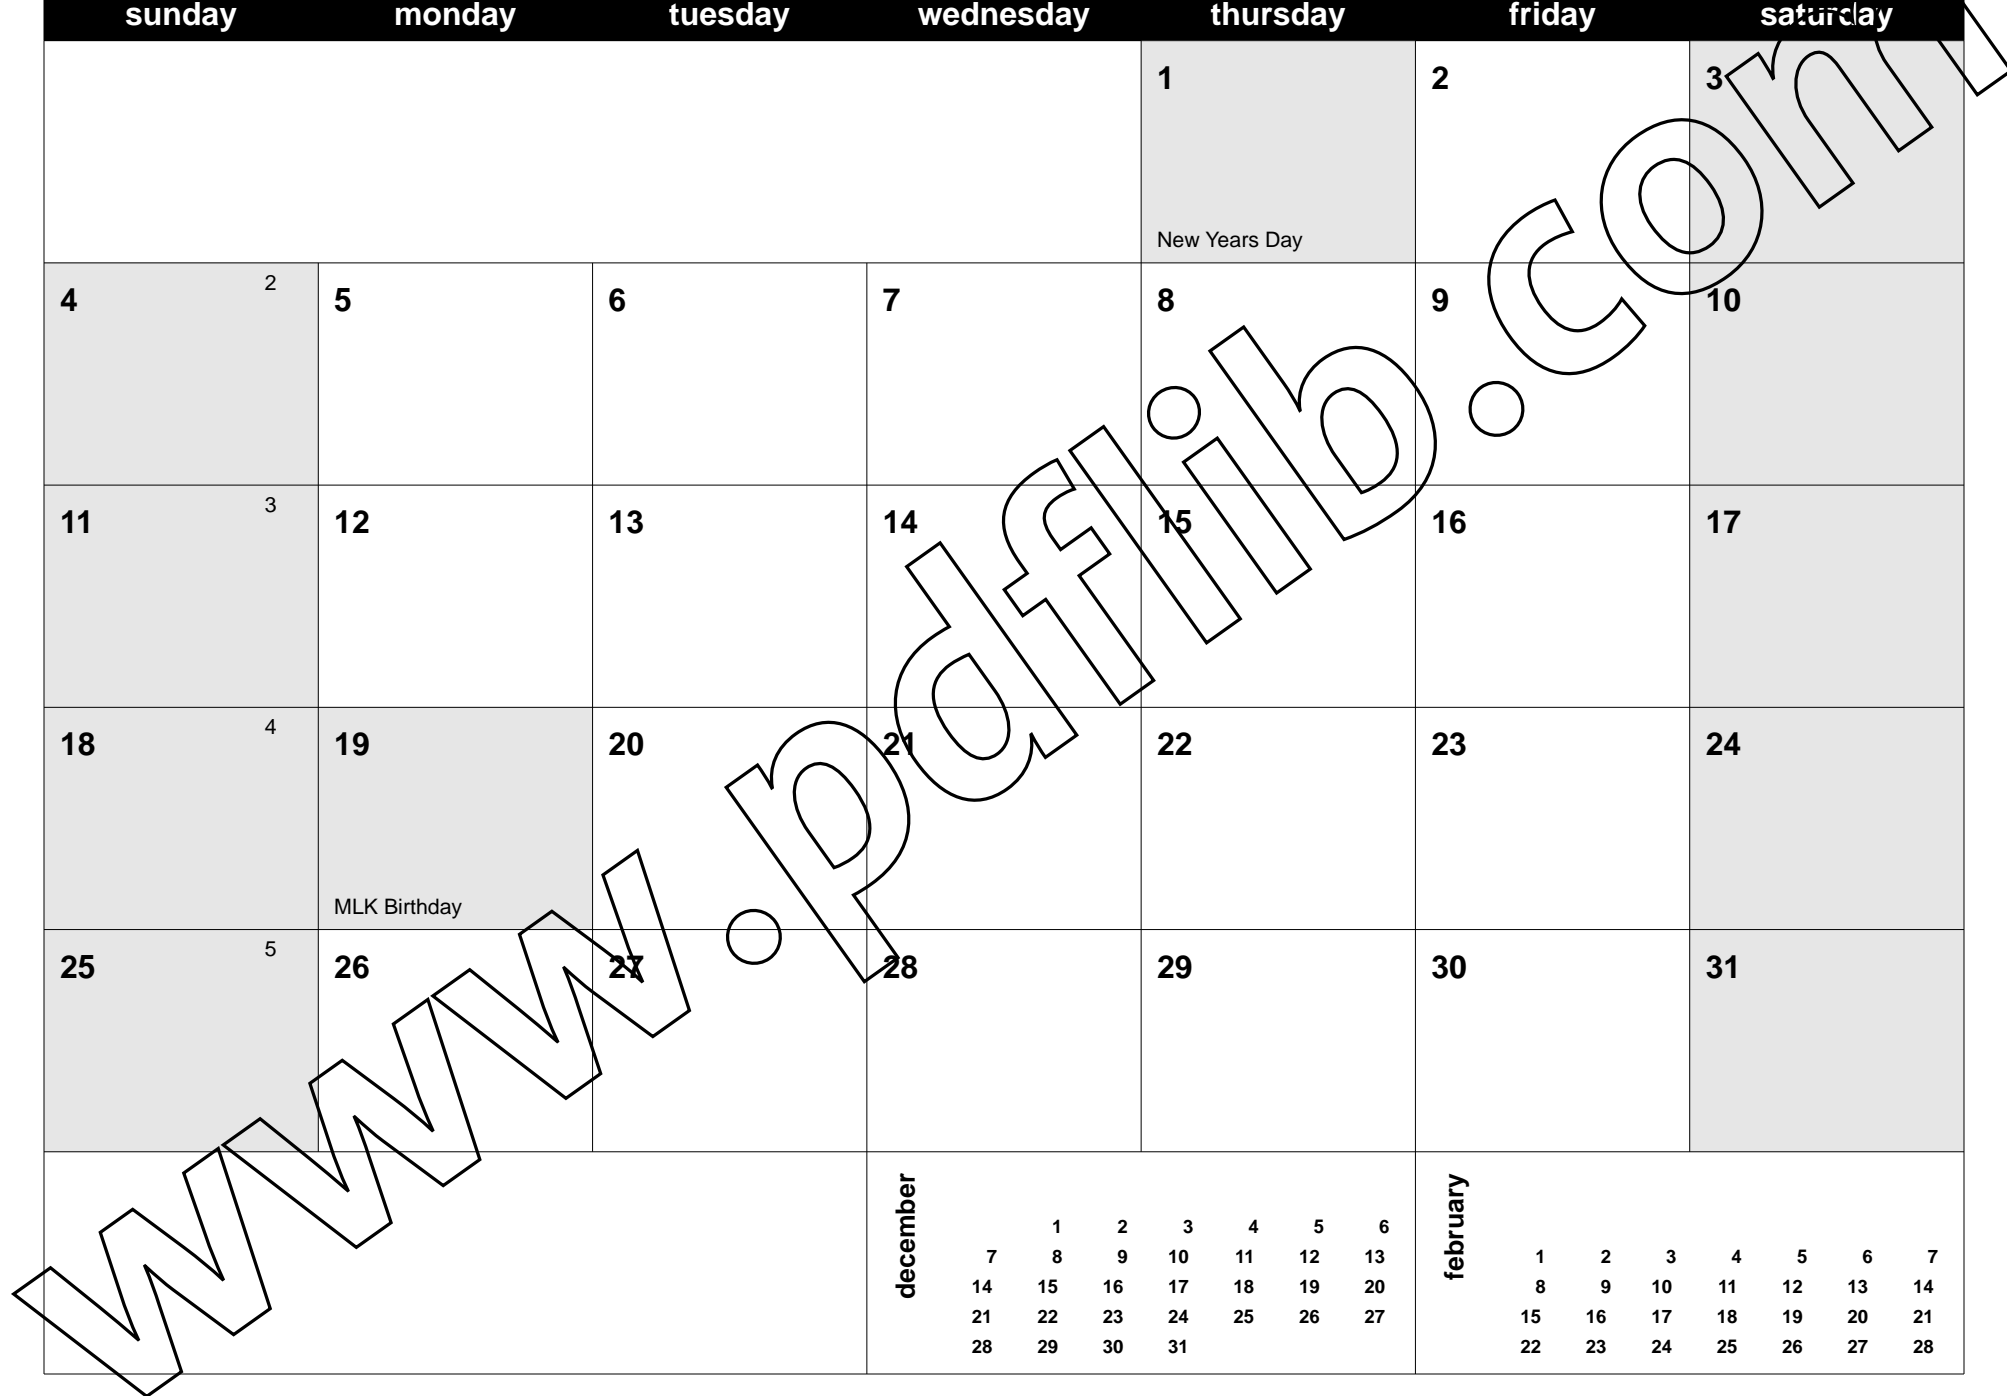 sunday monday tuesday wednesday thursday friday saturday
1 2 3
New Years Day
2 
4 5 6 7 8 9 10
3
11 12 13 14 15 16 17
4
18 19 20 21 22 23 24
MLK Birthday
5
25 26 27 28 29 30 31
december
1 2 3 4 5 6
7 8 9 10 11 12 13
14 15 16 17 18 19 20
21 22 23 24 25 26 27
28 29 30 31
february
1 2 3 4 5 6 7
8 9 10 11 12 13 14
15 16 17 18 19 20 21
22 23 24 25 26 27 28
www.pdflib.com